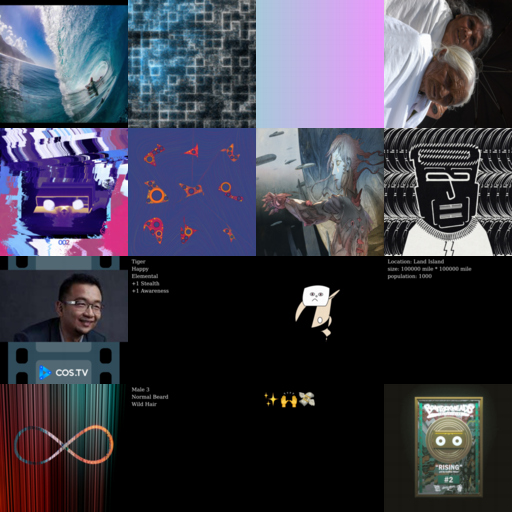 002
Tiger
Happy
Elemental
+1 Stealth
+1 Awareness
Location: Land Island
size: 100000 mile * 100000 mile
population: 1000
COS.TV
Male 3
Normal Beard
Wild Hair
"RISING"
#2